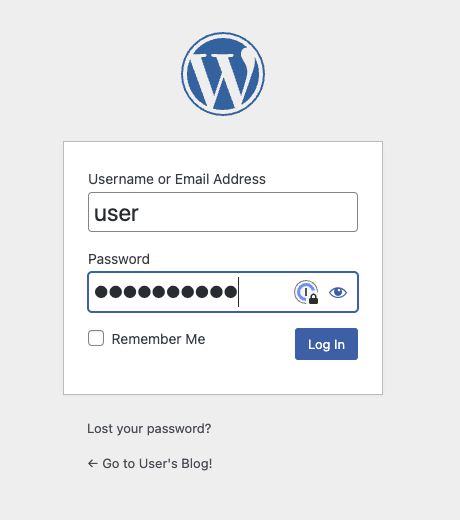 Username or Email Address
user
Password
••••••••••
Remember Me
Log In
Lost your password?
← Go to User's Blog!